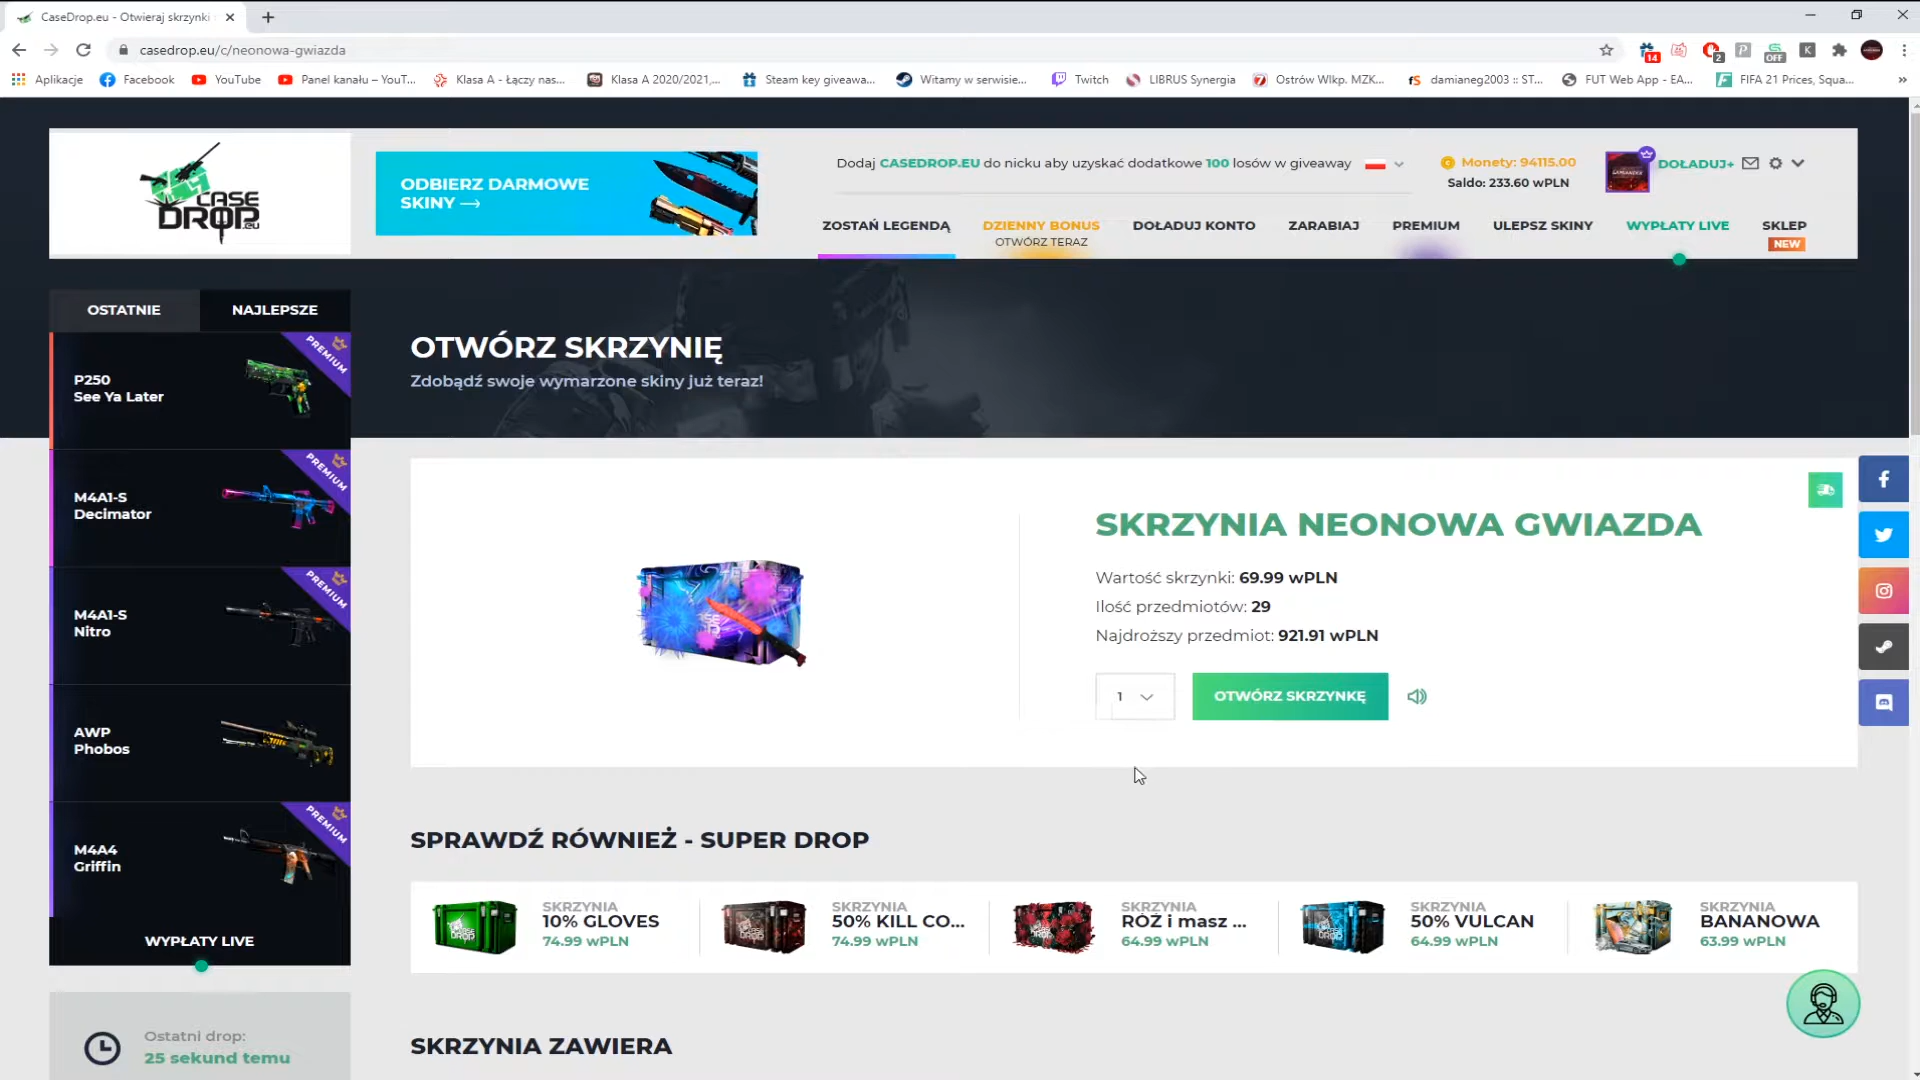 CaseDrop.eu - Otwieraj skrzynki
casedrop.eu/c/neonowa-gwiazda
14
2
OFF
K
Aplikacje
Facebook
YouTube
Panel kanału – YouT...
Klasa A - Łączy nas...
Klasa A 2020/2021,...
Steam key giveawa...
Witamy w serwisie...
Twitch
LIBRUS Synergia
Ostrów Wlkp. MZK...
damianeg2003 :: ST...
FUT Web App - EA...
FIFA 21 Prices, Squa...
CASE
DROP.eu
ODBIERZ DARMOWE
SKINY
Dodaj CASEDROP.EU do nicku aby uzyskać dodatkowe 100 losów w giveaway
Monety: 94115.00
Saldo: 233.60 wPLN
DOŁADUJ+
ZOSTAŃ LEGENDĄ
DZIENNY BONUS
OTWÓRZ TERAZ
DOŁADUJ KONTO
ZARABIAJ
PREMIUM
ULEPSZ SKINY
WYPŁATY LIVE
SKLEP
NEW
OSTATNIE
NAJLEPSZE
PREMIUM
P250
See Ya Later
PREMIUM
M4A1-S
Decimator
PREMIUM
M4A1-S
Nitro
AWP
Phobos
PREMIUM
M4A4
Griffin
WYPŁATY LIVE
Ostatni drop:
25 sekund temu
OTWÓRZ SKRZYNIĘ
Zdobądź swoje wymarzone skiny już teraz!
SKRZYNIA NEONOWA GWIAZDA
Wartość skrzynki: 69.99 wPLN
Ilość przedmiotów: 29
Najdroższy przedmiot: 921.91 wPLN
1
OTWÓRZ SKRZYNKĘ
SPRAWDŹ RÓWNIEŻ - SUPER DROP
SKRZYNIA
10% GLOVES
74.99 wPLN
SKRZYNIA
50% KILL CO...
74.99 wPLN
SKRZYNIA
RÓŻ i masz ...
64.99 wPLN
SKRZYNIA
50% VULCAN
64.99 wPLN
SKRZYNIA
BANANOWA
63.99 wPLN
SKRZYNIA ZAWIERA